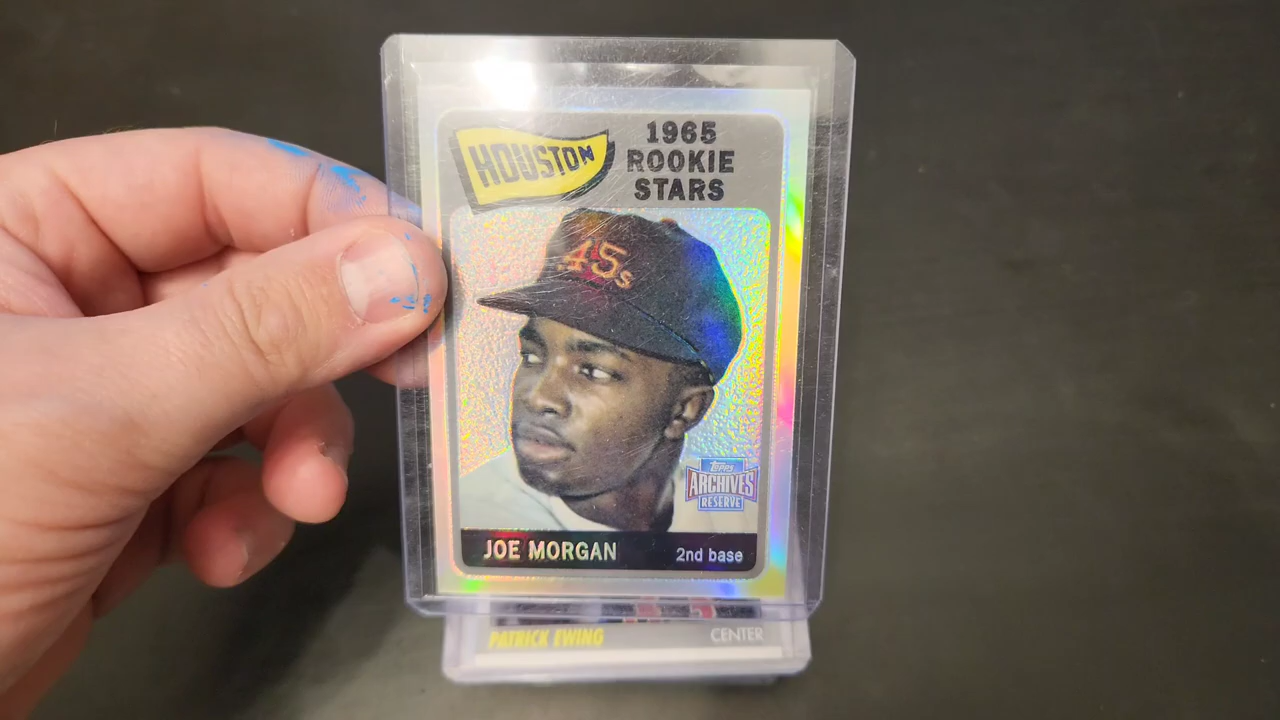 HOUSTON
1965
ROOKIE
STARS
45s
Topps
ARCHIVES
RESERVE
JOE MORGAN 2nd base
PATRICK EWING CENTER